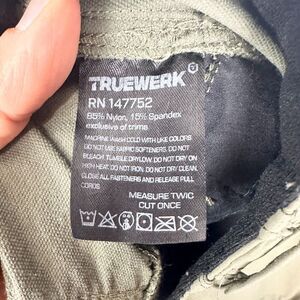 TRUEWERK
RN 147752
85% Nylon, 15% Spandex
exclusive of trims
MACHINE WASH COLD WITH LIKE COLORS
DO NOT USE FABRIC SOFTENERS. DO NOT
BLEACH TUMBLE DRY LOW. DO NOT DRY ON
HIGH HEAT. DO NOT IRON. DO NOT DRY CLEAN.
CLOSE ALL FASTENERS AND RELEASE PULL
CORDS
MEASURE TWIC
CUT ONCE